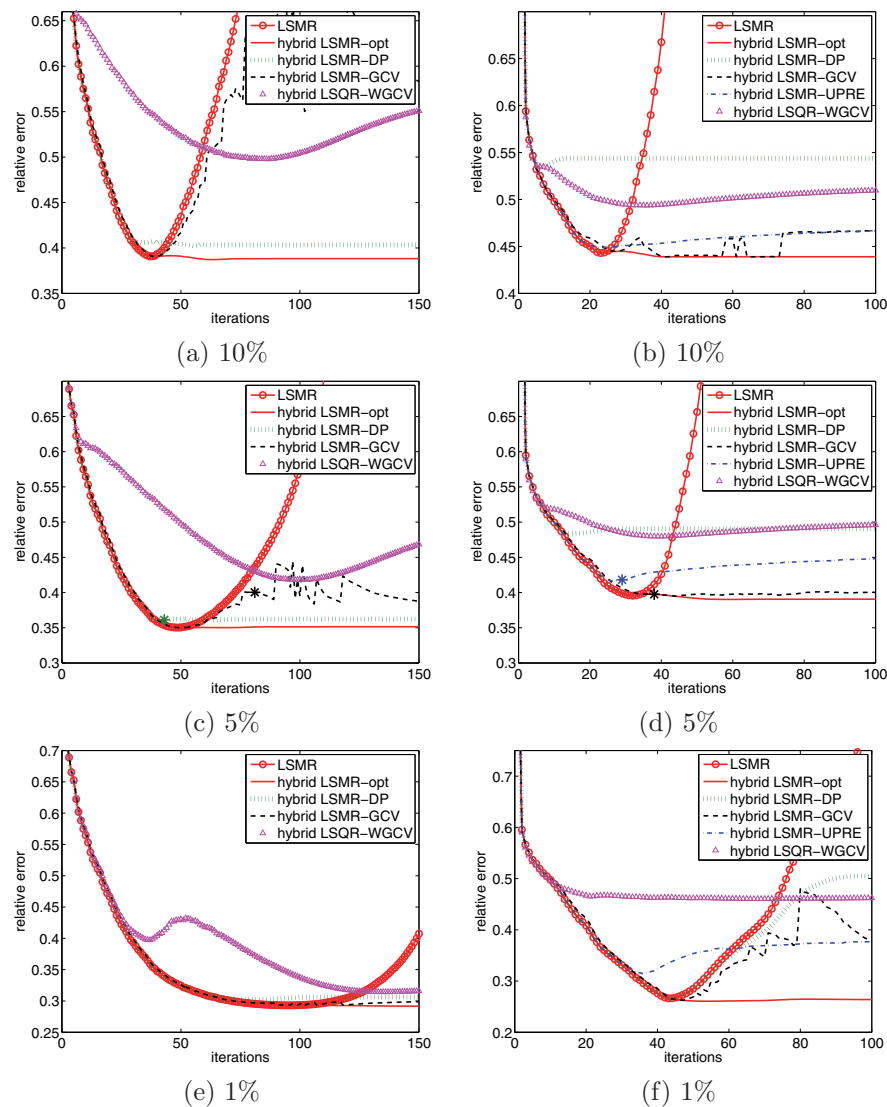 LSMR
hybrid LSMR-opt
hybrid LSMR-DP
hybrid LSMR-GCV
hybrid LSQR-WGCV
relative error
0.65
0.6
0.55
0.5
0.45
0.4
0.35
0 50 100 150
iterations
(a) 10%
LSMR
hybrid LSMR-opt
hybrid LSMR-DP
hybrid LSMR-GCV
hybrid LSMR-UPRE
hybrid LSQR-WGCV
relative error
0.6
0.55
0.5
0.45
0.4
0 20 40 60 80 100
iterations
(b) 10%
LSMR
hybrid LSMR-opt
hybrid LSMR-DP
hybrid LSMR-GCV
hybrid LSQR-WGCV
relative error
0.65
0.6
0.55
0.5
0.45
0.4
0.35
0.3
0 50 100 150
iterations
(c) 5%
LSMR
hybrid LSMR-opt
hybrid LSMR-DP
hybrid LSMR-GCV
hybrid LSMR-UPRE
hybrid LSQR-WGCV
relative error
0.65
0.6
0.55
0.5
0.45
0.4
0.35
0.3
0 20 40 60 80 100
iterations
(d) 5%
LSMR
hybrid LSMR-opt
hybrid LSMR-DP
hybrid LSMR-GCV
hybrid LSQR-WGCV
relative error
0.7
0.6
0.5
0.4
0.3
0.25
0 50 100 150
iterations
(e) 1%
LSMR
hybrid LSMR-opt
hybrid LSMR-DP
hybrid LSMR-GCV
hybrid LSMR-UPRE
hybrid LSQR-WGCV
relative error
0.7
0.6
0.5
0.4
0.3
0.2
0 20 40 60 80 100
iterations
(f) 1%